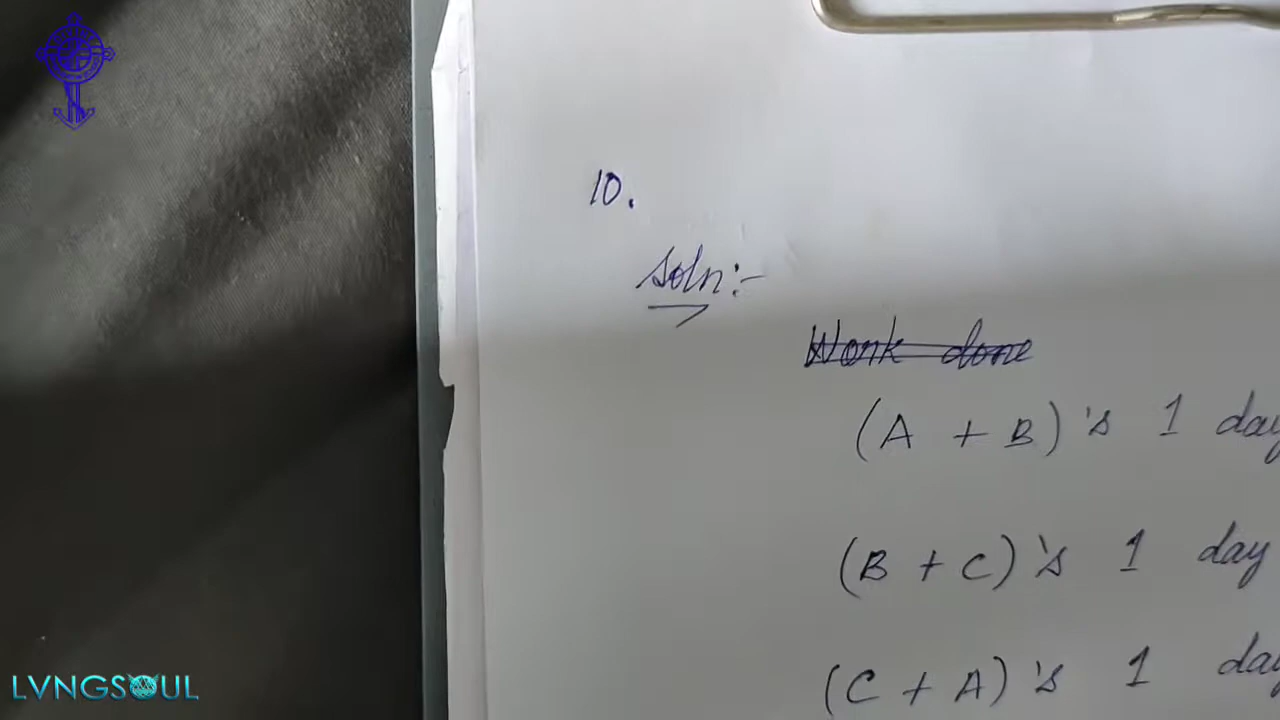 10.
Soln:-
Work done
(A + B)'s 1 day
(B + C)'s 1 day
(C + A)'s 1 day
LVNGSOUL